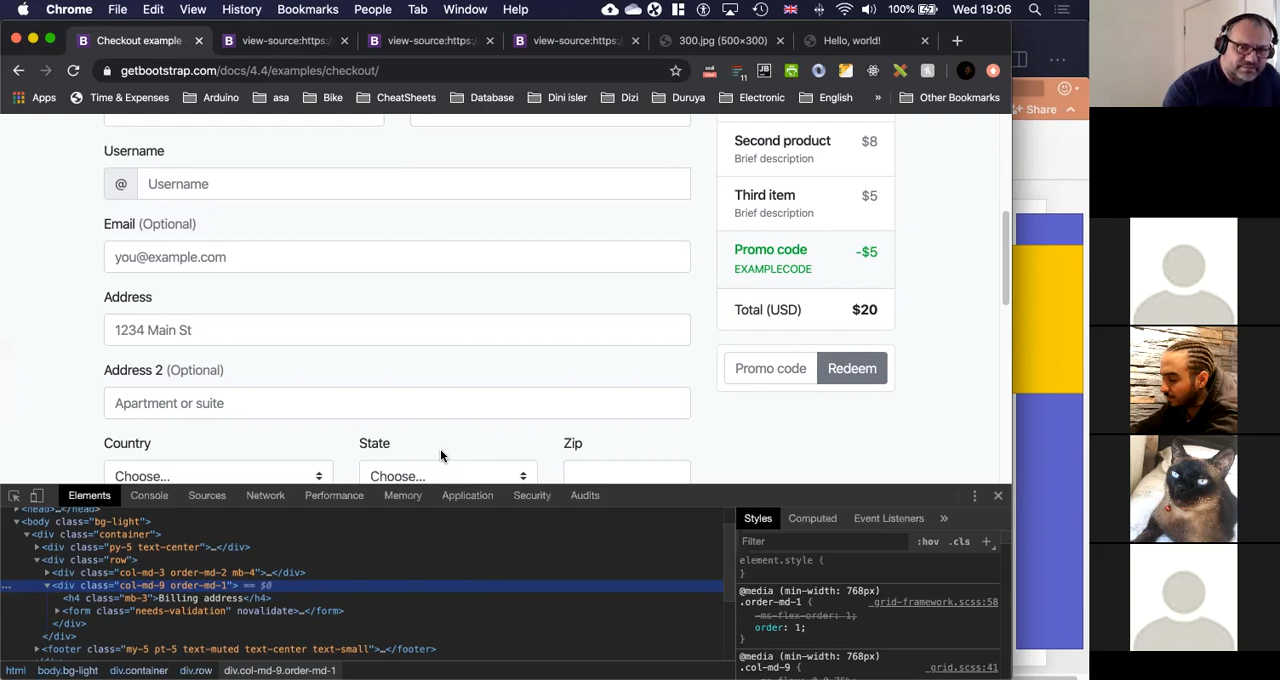 Chrome File Edit View History Bookmarks People Tab Window Help 100% Wed 19:06
Checkout example view-source:https: view-source:https: view-source:https: 300.jpg (500×300) Hello, world!
getbootstrap.com/docs/4.4/examples/checkout/
Apps Time & Expenses Arduino asa Bike CheatSheets Database Dini isler Dizi Duruya Electronic English » Other Bookmarks
Share
Username
@ Username
Email (Optional)
you@example.com
Address
1234 Main St
Address 2 (Optional)
Apartment or suite
Country State Zip
Choose... Choose...
Second product $8
Brief description
Third item $5
Brief description
Promo code -$5
EXAMPLECODE
Total (USD) $20
Promo code Redeem
Elements Console Sources Network Performance Memory Application Security Audits
<head>…</head>
<body class="bg-light">
<div class="container">
<div class="py-5 text-center">…</div>
<div class="row">
<div class="col-md-3 order-md-2 mb-4">…</div>
<div class="col-md-9 order-md-1"> == $0
<h4 class="mb-3">Billing address</h4>
<form class="needs-validation" novalidate>…</form>
</div>
</div>
<footer class="my-5 pt-5 text-muted text-center text-small">…</footer>
html body.bg-light div.container div.row div.col-md-9.order-md-1
Styles Computed Event Listeners »
Filter :hov .cls +
element.style {
}
@media (min-width: 768px)
.order-md-1 { _grid-framework.scss:58
-ms-flex-order: 1;
order: 1;
}
@media (min-width: 768px)
.col-md-9 { _grid.scss:41